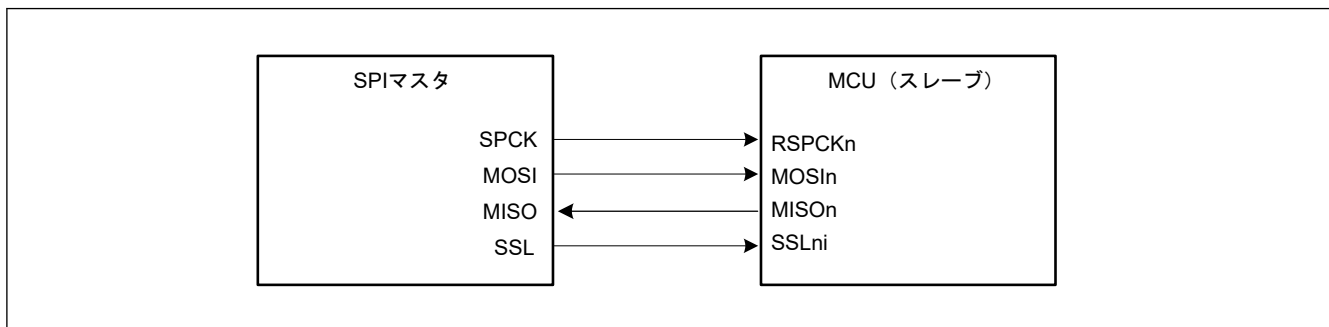 SPIマスタ
SPCK
MOSI
MISO
SSL
MCU（スレーブ）
RSPCKn
MOSIn
MISOn
SSLni